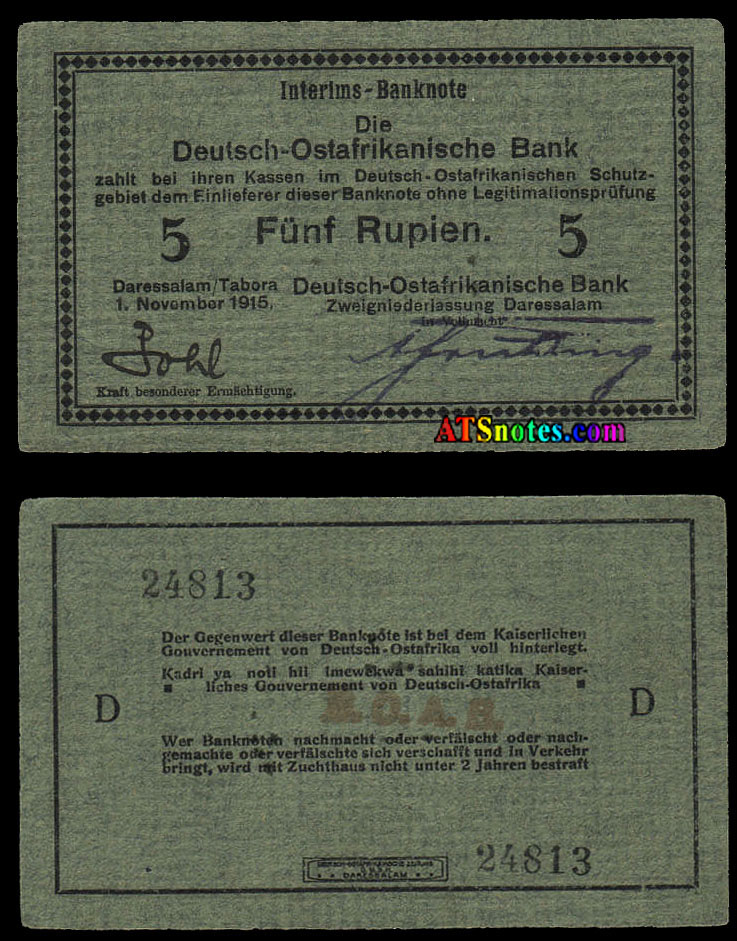 Interims-Banknote
Die
Deutsch-Ostafrikanische Bank
zahlt bei ihren Kassen im Deutsch-Ostafrikanischen Schutz-
gebiet dem Einlieferer dieser Banknote ohne Legitimationsprüfung
5 Fünf Rupien. 5
Daressalam/Tabora
1. November 1915.
Deutsch-Ostafrikanische Bank
Zweigniederlassung Daressalam
In Vollmacht
Kraft besonderer Ermächtigung.
ATSnotes.com
24813
Der Gegenwert dieser Banknote ist bei dem Kaiserlichen
Gouvernement von Deutsch-Ostafrika voll hinterlegt.
Kadri ya noti hii imewekwa sahihi katika Kaiser-
liches Gouvernement von Deutsch-Ostafrika
D D
D.O.A.B.
Wer Banknoten nachmacht oder verfälscht oder nach-
gemachte oder verfälschte sich verschafft und in Verkehr
bringt, wird mit Zuchthaus nicht unter 2 Jahren bestraft
DARESSALAM
24813